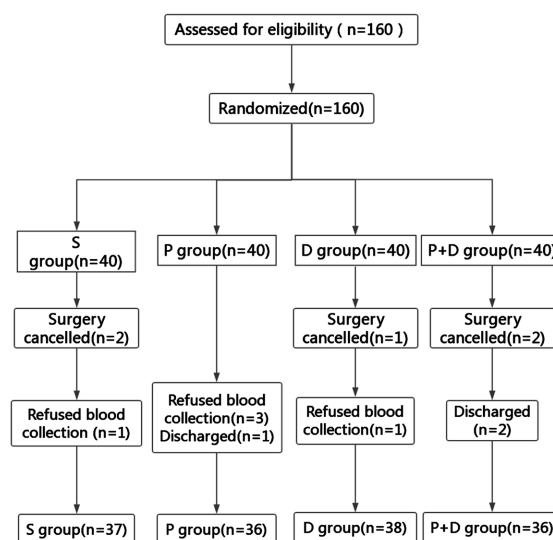 Assessed for eligibility ( n=160 )
Randomized(n=160)
S
group(n=40)
P group(n=40)
D group(n=40)
P+D group(n=40)
Surgery
cancelled(n=2)
Surgery
cancelled(n=1)
Surgery
cancelled(n=2)
Refused blood
collection (n=1)
Refused blood
collection(n=3)
Discharged(n=1)
Refused blood
collection(n=1)
Discharged
(n=2)
S group(n=37)
P group(n=36)
D group(n=38)
P+D group(n=36)